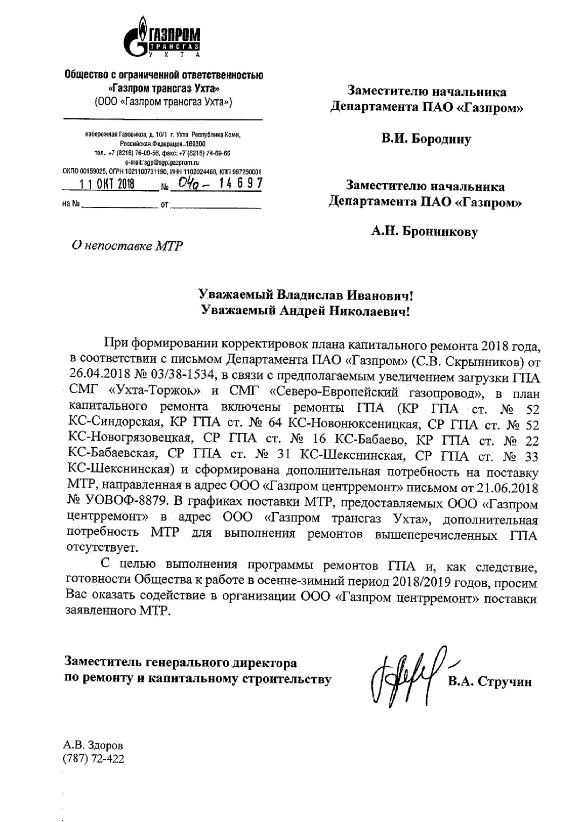 ГАЗПРОМ
ТРАНСГАЗ
УХТА
Общество с ограниченной ответственностью
«Газпром трансгаз Ухта»
(ООО «Газпром трансгаз Ухта»)
набережная Газовиков, д. 10/1 г. Ухта Республика Коми,
Российская Федерация, 169300
тел. +7 (8216) 76-00-56, факс: +7(8216) 74-69-66
e-mail: sgp@sgp.gazprom.ru
ОКПО 00159025, ОГРН 1021100731190, ИНН 1102024468, КПП 997250001
11 ОКТ 2018 № 04р-14697
на № от
Заместителю начальника
Департамента ПАО «Газпром»
В.И. Бородину
Заместителю начальника
Департамента ПАО «Газпром»
А.Н. Бронникову
О непоставке МТР
Уважаемый Владислав Иванович!
Уважаемый Андрей Николаевич!
При формировании корректировок плана капитального ремонта 2018 года,
в соответствии с письмом Департамента ПАО «Газпром» (С.В. Скрынников) от
26.04.2018 № 03/38-1534, в связи с предполагаемым увеличением загрузки ГПА
СМГ «Ухта-Торжок» и СМГ «Северо-Европейский газопровод», в план
капитального ремонта включены ремонты ГПА (КР ГПА ст. № 52
КС-Синдорская, КР ГПА ст. № 64 КС-Новонюксеницкая, СР ГПА ст. № 52
КС-Новогрязовецкая, СР ГПА ст. № 16 КС-Бабаево, КР ГПА ст. № 22
КС-Бабаевская, СР ГПА ст. № 31 КС-Шекснинская, СР ГПА ст. № 33
КС-Шекснинская) и сформирована дополнительная потребность на поставку
МТР, направленная в адрес ООО «Газпром центрремонт» письмом от 21.06.2018
№ УОВОФ-8879. В графиках поставки МТР, предоставляемых ООО «Газпром
центрремонт» в адрес ООО «Газпром трансгаз Ухта», дополнительная
потребность МТР для выполнения ремонтов вышеперечисленных ГПА
отсутствует.
С целью выполнения программы ремонтов ГПА и, как следствие,
готовности Общества к работе в осенне-зимний период 2018/2019 годов, просим
Вас оказать содействие в организации ООО «Газпром центрремонт» поставки
заявленного МТР.
Заместитель генерального директора
по ремонту и капитальному строительству
В.А. Стручин
А.В. Здоров
(787) 72-422